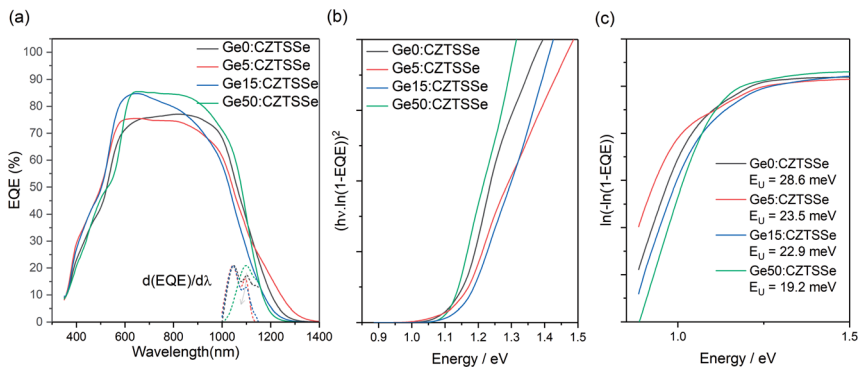 (a)
EQE (%)
100
90
80
70
60
50
40
30
20
10
0
Ge0:CZTSSe
Ge5:CZTSSe
Ge15:CZTSSe
Ge50:CZTSSe
d(EQE)/dλ
400 600 800 1000 1200 1400
Wavelength(nm)
(b)
(hν.ln(1-EQE))²
Ge0:CZTSSe
Ge5:CZTSSe
Ge15:CZTSSe
Ge50:CZTSSe
0.9 1.0 1.1 1.2 1.3 1.4 1.5
Energy / eV
(c)
ln(-ln(1-EQE))
Ge0:CZTSSe
EU = 28.6 meV
Ge5:CZTSSe
EU = 23.5 meV
Ge15:CZTSSe
EU = 22.9 meV
Ge50:CZTSSe
EU = 19.2 meV
1.0 1.5
Energy / eV